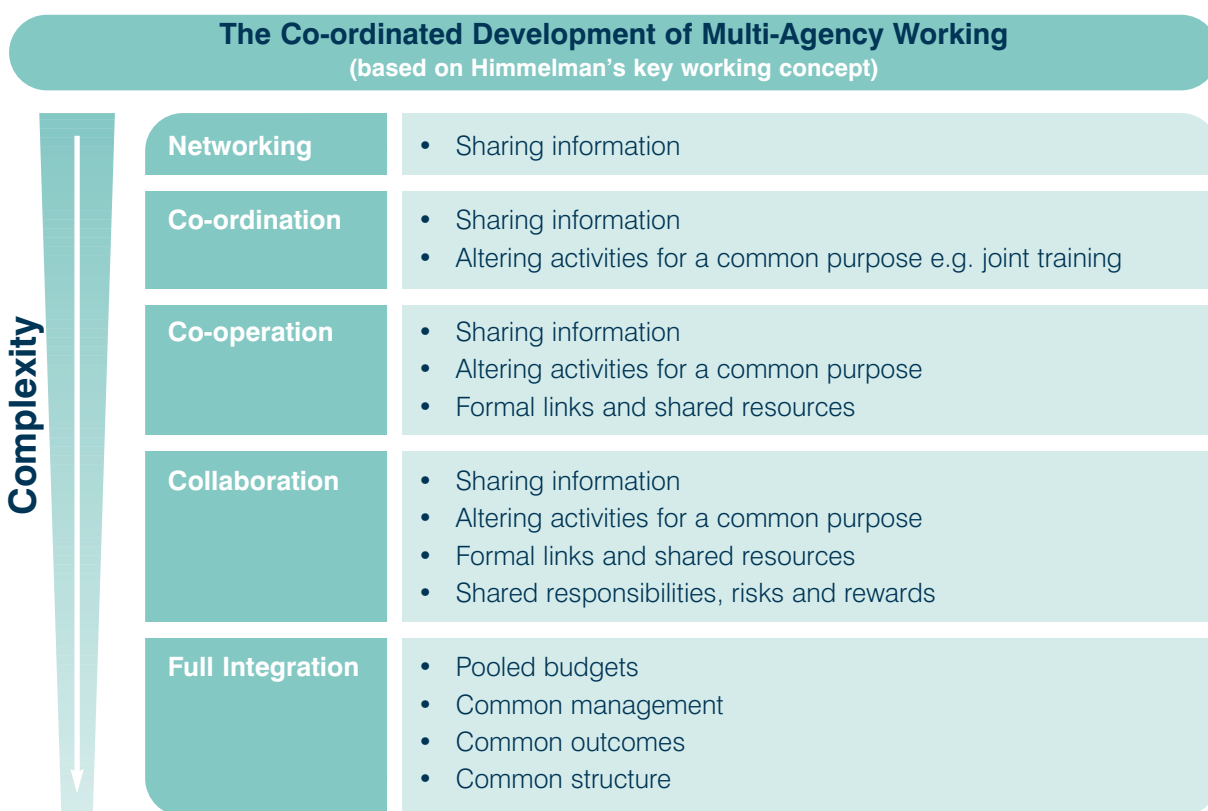 The Co-ordinated Development of Multi-Agency Working
(based on Himmelman's key working concept)
Complexity
Networking
• Sharing information
Co-ordination
• Sharing information
• Altering activities for a common purpose e.g. joint training
Co-operation
• Sharing information
• Altering activities for a common purpose
• Formal links and shared resources
Collaboration
• Sharing information
• Altering activities for a common purpose
• Formal links and shared resources
• Shared responsibilities, risks and rewards
Full Integration
• Pooled budgets
• Common management
• Common outcomes
• Common structure